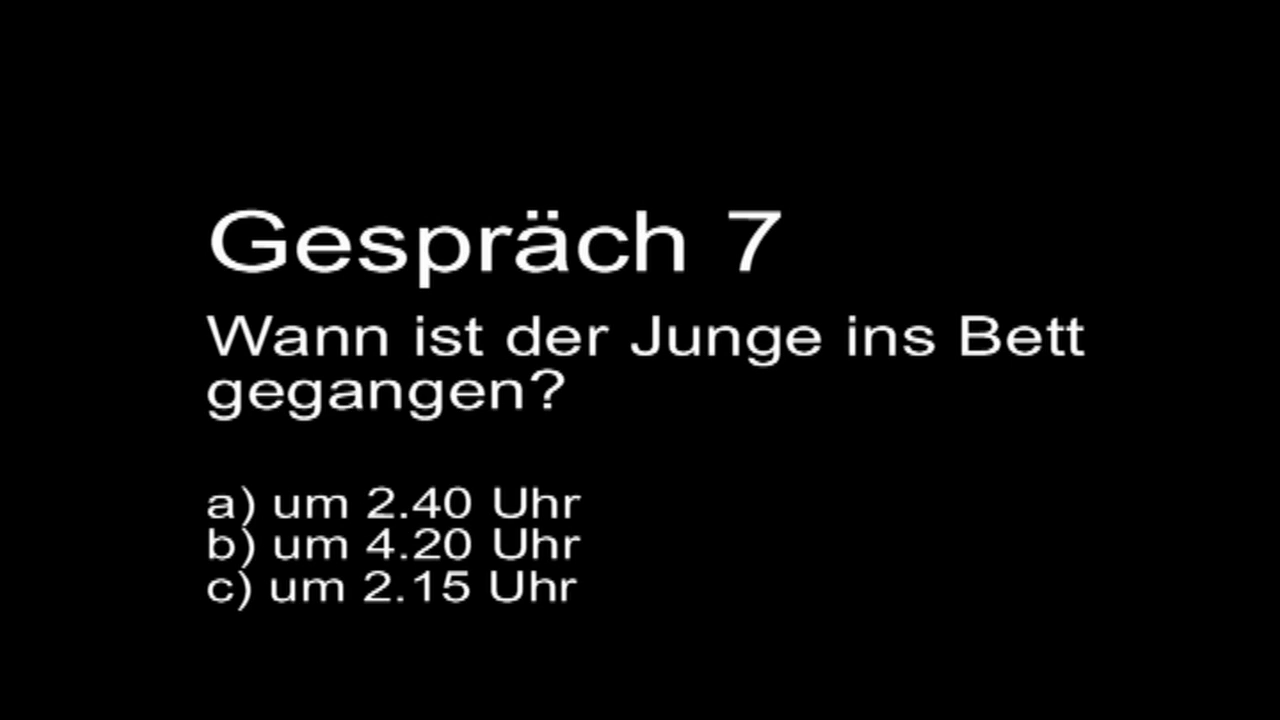 Gespräch 7
Wann ist der Junge ins Bett
gegangen?
a) um 2.40 Uhr
b) um 4.20 Uhr
c) um 2.15 Uhr